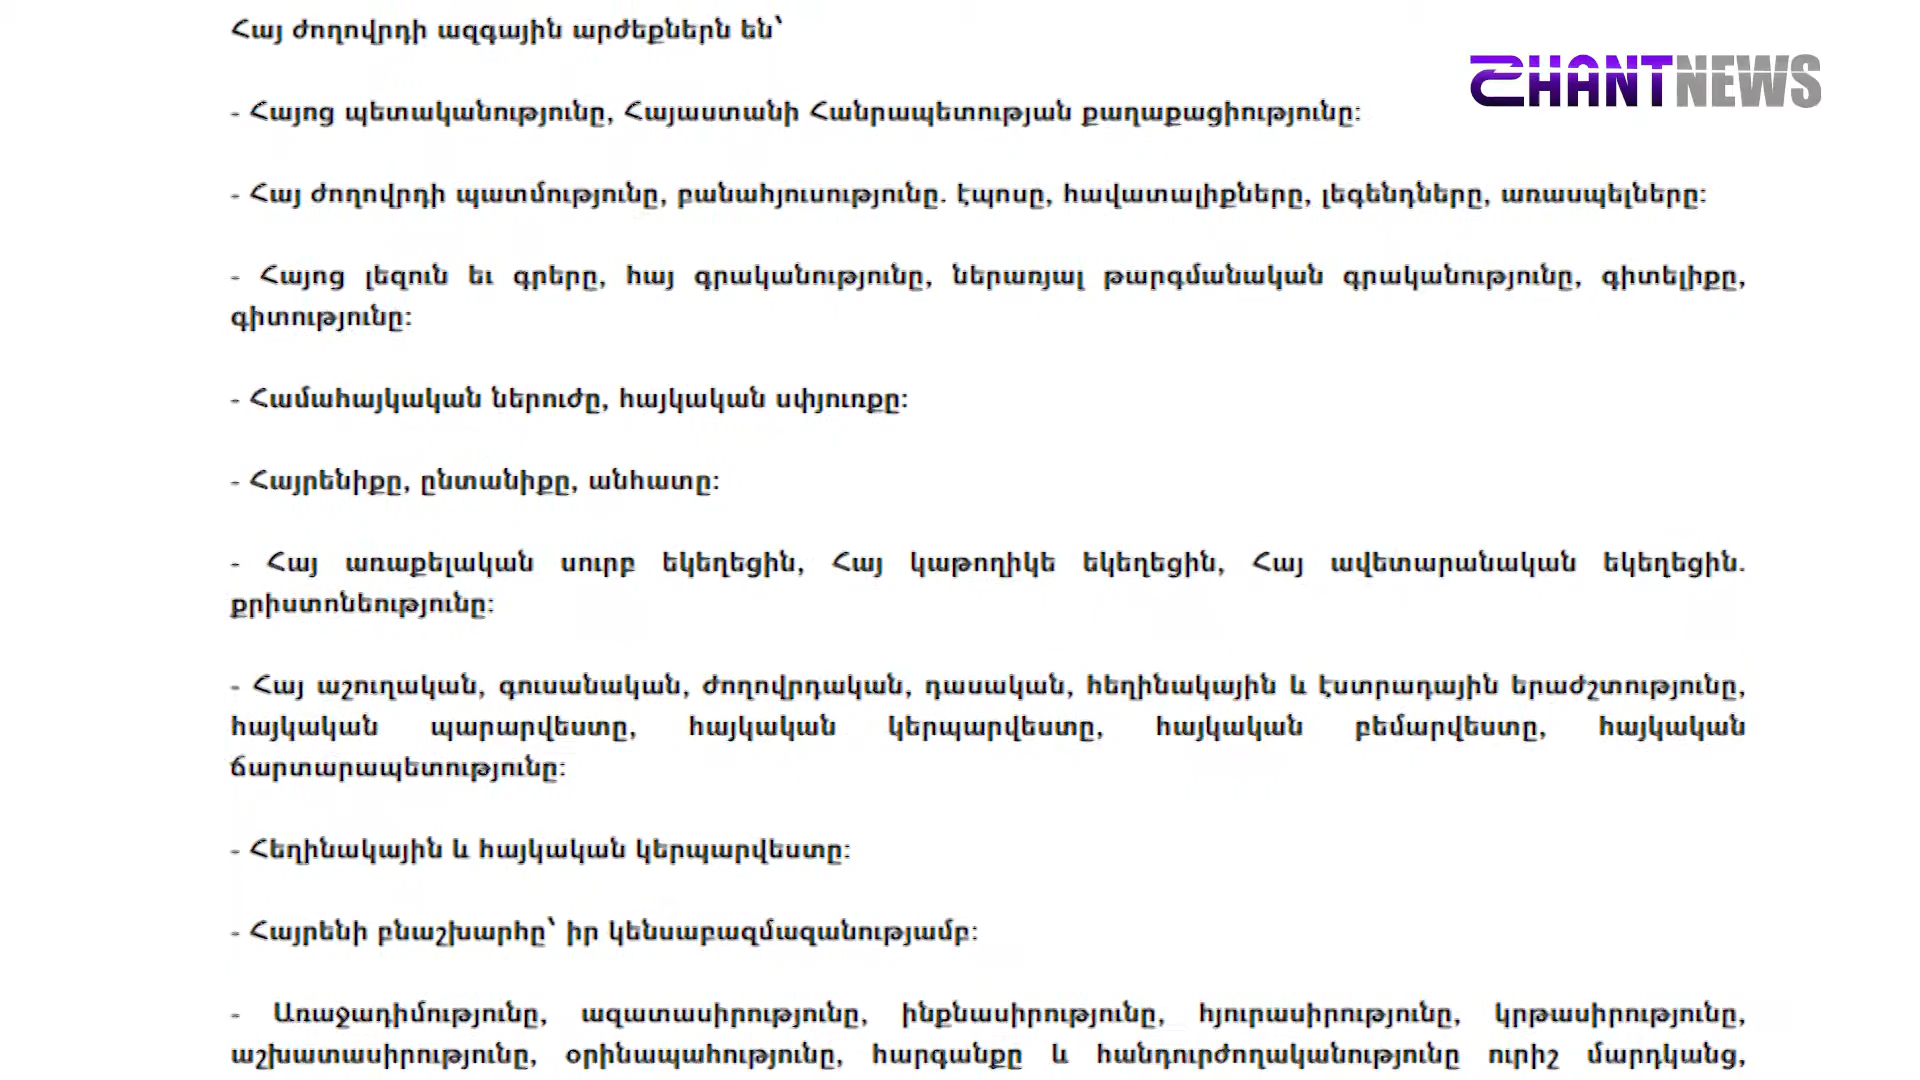 Հայ ժողովրդի ազգային արժեքներն են՝
ՇHANTNEWS
- Հայոց պետականությունը, Հայաստանի Հանրապետության քաղաքացիությունը:
- Հայ ժողովրդի պատմությունը, բանահյուսությունը. էպոսը, հավատալիքները, լեգենդները, առասպելները:
- Հայոց լեզուն եւ գրերը, հայ գրականությունը, ներառյալ թարգմանական գրականությունը, գիտելիքը,
գիտությունը:
- Համահայկական ներուժը, հայկական սփյուռքը:
- Հայրենիքը, ընտանիքը, անհատը:
- Հայ առաքելական սուրբ եկեղեցին, Հայ կաթողիկե եկեղեցին, Հայ ավետարանական եկեղեցին.
քրիստոնեությունը:
- Հայ աշուղական, գուսանական, ժողովրդական, դասական, հեղինակային և էստրադային երաժշտությունը,
հայկական պարարվեստը, հայկական կերպարվեստը, հայկական բեմարվեստը, հայկական
ճարտարապետությունը:
- Հեղինակային և հայկական կերպարվեստը:
- Հայրենի բնաշխարհը՝ իր կենսաբազմազանությամբ:
- Առաջադիմությունը, ազատասիրությունը, ինքնասիրությունը, հյուրասիրությունը, կրթասիրությունը,
աշխատասիրությունը, օրինապահությունը, հարգանքը և հանդուրժողականությունը ուրիշ մարդկանց,